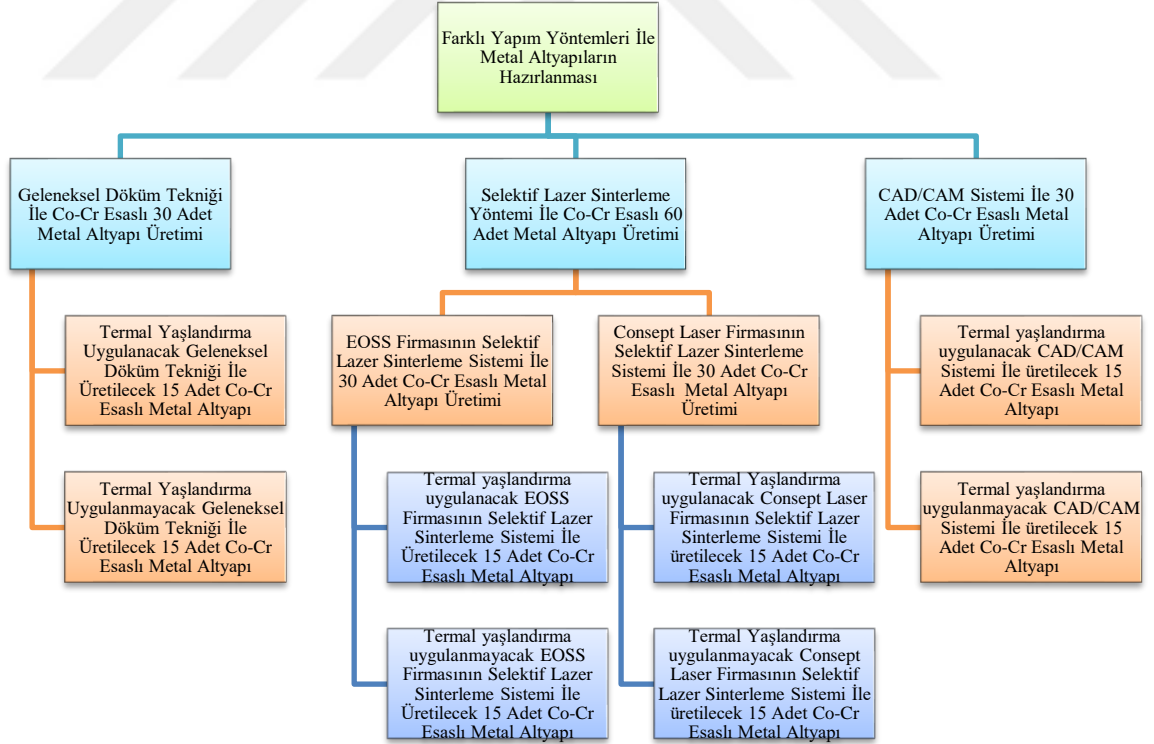 Farklı Yapım Yöntemleri İle
Metal Altyapıların
Hazırlanması
Geleneksel Döküm Tekniği
İle Co-Cr Esaslı 30 Adet
Metal Altyapı Üretimi
Selektif Lazer Sinterleme
Yöntemi İle Co-Cr Esaslı 60
Adet Metal Altyapı Üretimi
CAD/CAM Sistemi İle 30
Adet Co-Cr Esaslı Metal
Altyapı Üretimi
Termal Yaşlandırma
Uygulanacak Geleneksel
Döküm Tekniği İle
Üretilecek 15 Adet Co-Cr
Esaslı Metal Altyapı
Termal Yaşlandırma
Uygulanmayacak Geleneksel
Döküm Tekniği İle
Üretilecek 15 Adet Co-Cr
Esaslı Metal Altyapı
EOSS Firmasının Selektif
Lazer Sinterleme Sistemi İle
30 Adet Co-Cr Esaslı Metal
Altyapı Üretimi
Consept Laser Firmasının
Selektif Lazer Sinterleme
Sistemi İle 30 Adet Co-Cr
Esaslı Metal Altyapı
Üretimi
Termal yaşlandırma
uygulanacak EOSS
Firmasının Selektif Lazer
Sinterleme Sistemi İle
Üretilecek 15 Adet Co-Cr
Esaslı Metal Altyapı
Termal yaşlandırma
uygulanmayacak EOSS
Firmasının Selektif Lazer
Sinterleme Sistemi İle
Üretilecek 15 Adet Co-Cr
Esaslı Metal Altyapı
Termal Yaşlandırma
uygulanacak Consept Laser
Firmasının Selektif Lazer
Sinterleme Sistemi İle
üretilecek 15 Adet Co-Cr
Esaslı Metal Altyapı
Termal Yaşlandırma
uygulanmayacak Consept
Laser Firmasının Selektif
Lazer Sinterleme Sistemi İle
üretilecek 15 Adet Co-Cr
Esaslı Metal Altyapı
Termal yaşlandırma
uygulanacak CAD/CAM
Sistemi İle üretilecek 15
Adet Co-Cr Esaslı Metal
Altyapı
Termal yaşlandırma
uygulanmayacak CAD/CAM
Sistemi İle üretilecek 15
Adet Co-Cr Esaslı Metal
Altyapı